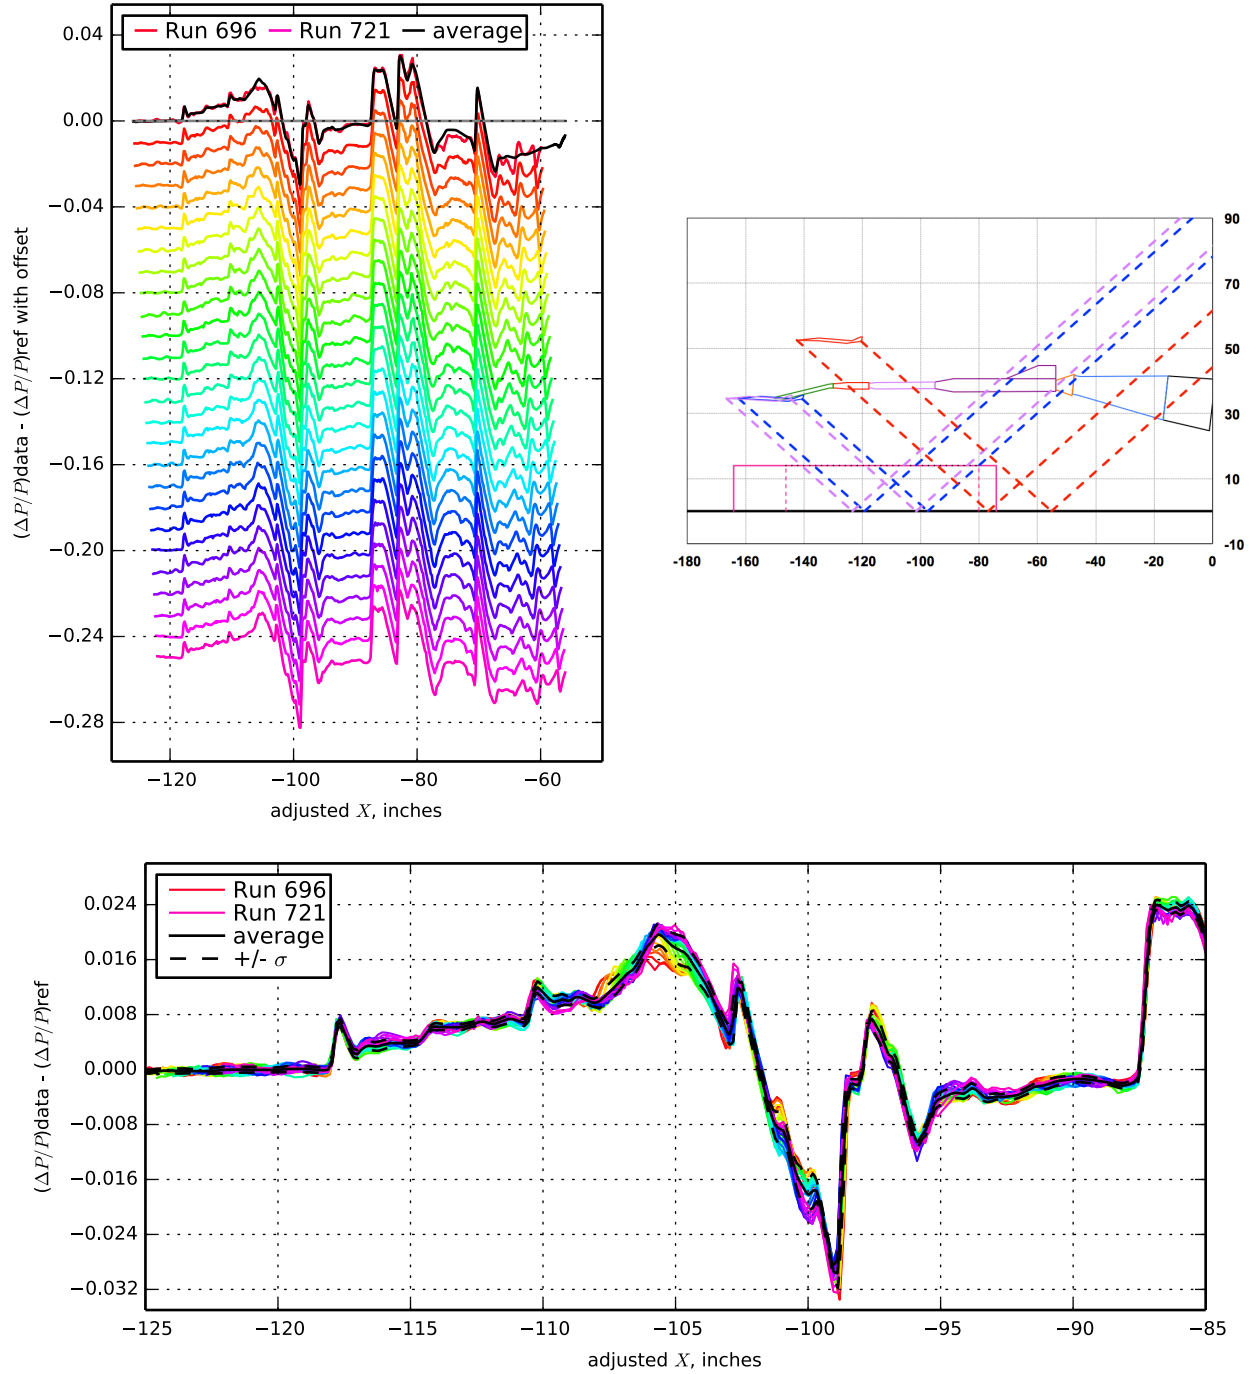 Run 696 Run 721 average
0.04
0.00
−0.04
−0.08
−0.12
−0.16
−0.20
−0.24
−0.28
(ΔP/P)data - (ΔP/P)ref with offset
−120 −100 −80 −60
adjusted X, inches
90
70
50
30
10
-10
-180 -160 -140 -120 -100 -80 -60 -40 -20 0
Run 696
Run 721
average
+/- σ
0.024
0.016
0.008
0.000
−0.008
−0.016
−0.024
−0.032
(ΔP/P)data - (ΔP/P)ref
−125 −120 −115 −110 −105 −100 −95 −90 −85
adjusted X, inches